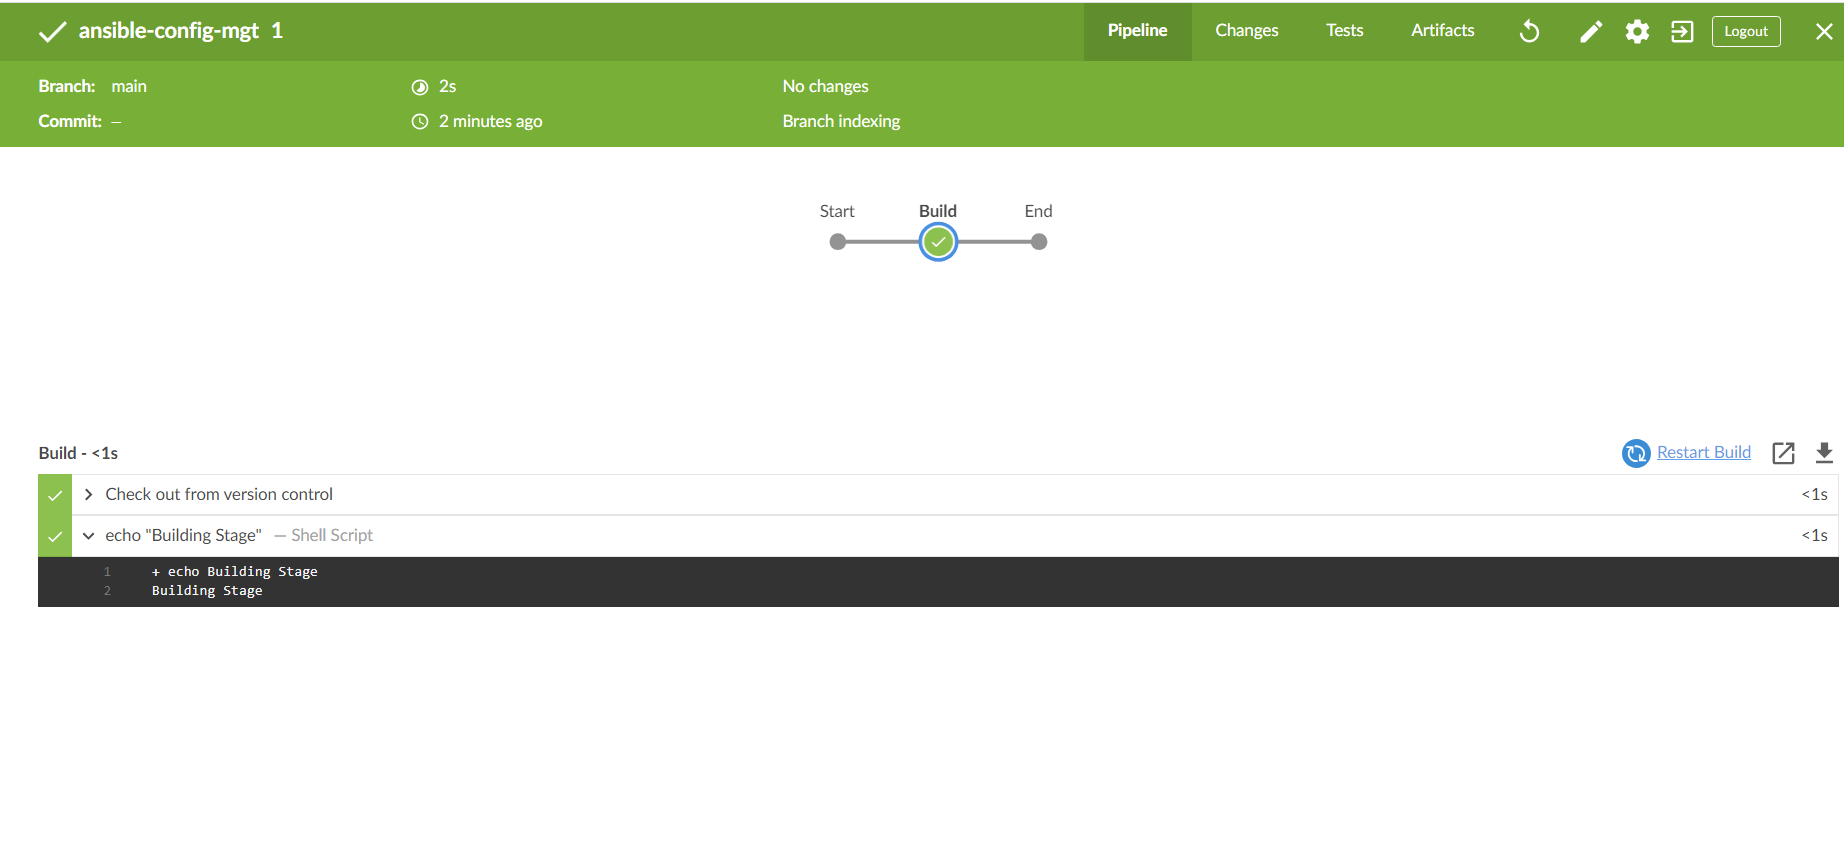 ansible-config-mgt 1 Pipeline Changes Tests Artifacts Logout
Branch: main 2s No changes
Commit: — 2 minutes ago Branch indexing
Start Build End
Build - <1s Restart Build
Check out from version control <1s
echo "Building Stage" — Shell Script <1s
1 + echo Building Stage
2 Building Stage